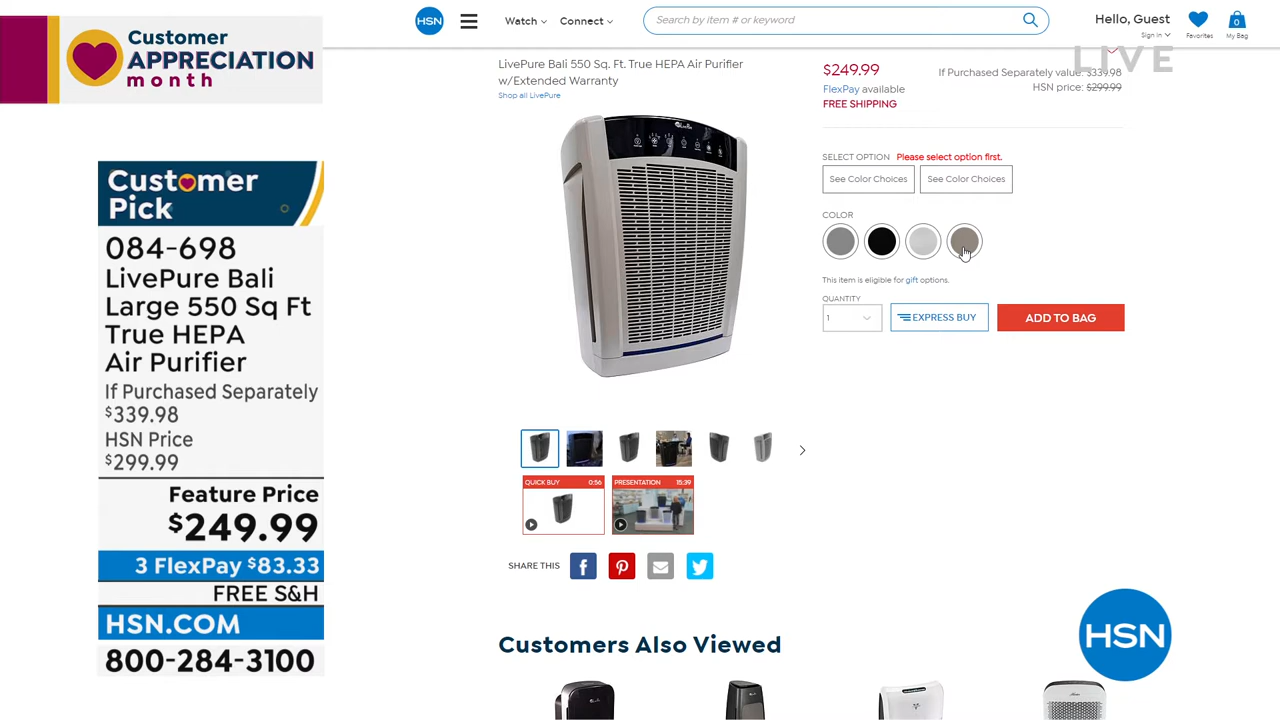 Customer
APPRECIATION
month
Customer
Pick
084-698
LivePure Bali
Large 550 Sq Ft
True HEPA
Air Purifier
If Purchased Separately
$339.98
HSN Price
$299.99
Feature Price
$249.99
3 FlexPay $83.33
FREE S&H
HSN.COM
800-284-3100
HSN
Watch
Connect
Search by item # or keyword
Hello, Guest
Sign in
Favorites
0
My Bag
LIVE
LivePure Bali 550 Sq. Ft. True HEPA Air Purifier
w/Extended Warranty
Shop all LivePure
$249.99
If Purchased Separately value: $339.98
FlexPay available
HSN price: $299.99
FREE SHIPPING
SELECT OPTION Please select option first.
See Color Choices
See Color Choices
COLOR
This item is eligible for gift options.
QUANTITY
1
EXPRESS BUY
ADD TO BAG
QUICK BUY 0:56
PRESENTATION 15:39
SHARE THIS
Customers Also Viewed
HSN